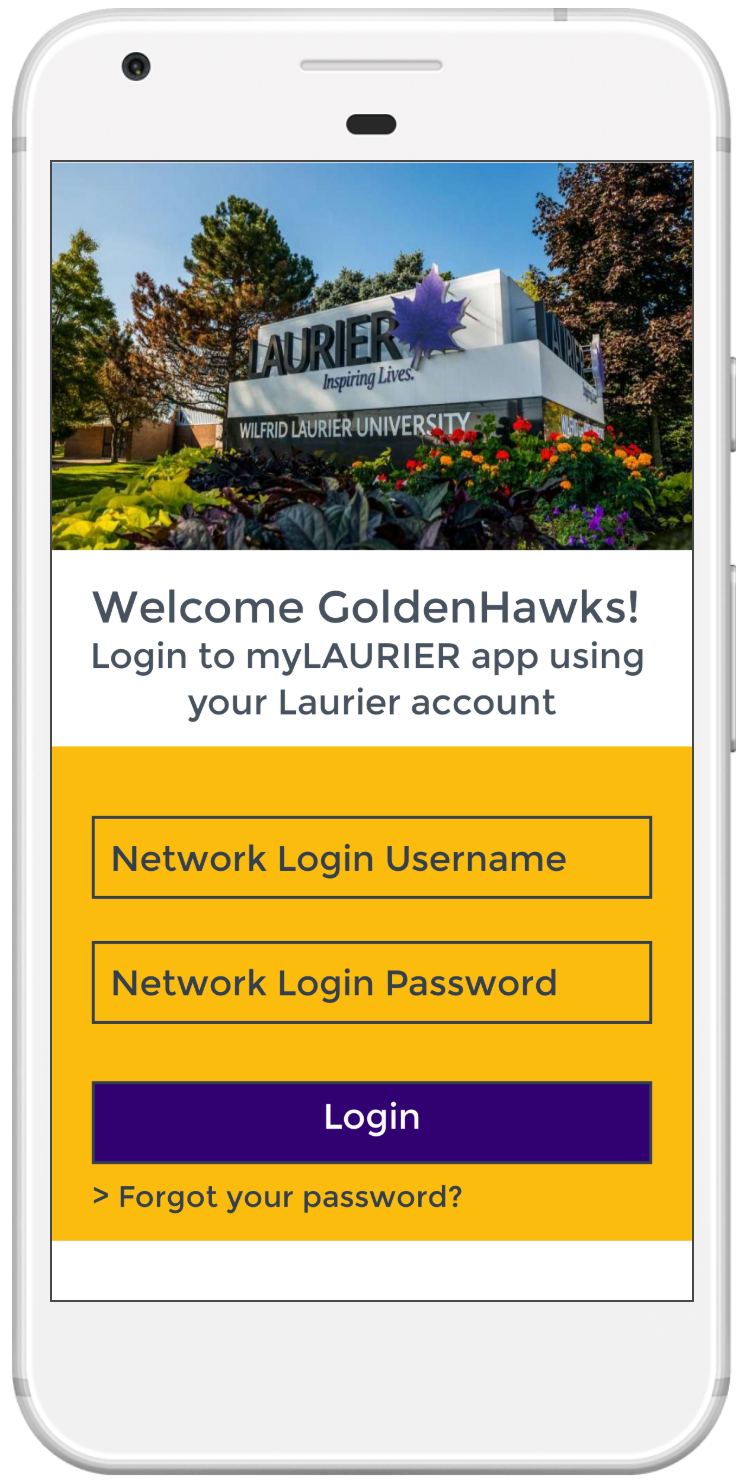 LAURIER
Inspiring Lives.
WILFRID LAURIER UNIVERSITY
Welcome GoldenHawks!
Login to myLAURIER app using
your Laurier account
Network Login Username
Network Login Password
Login
> Forgot your password?